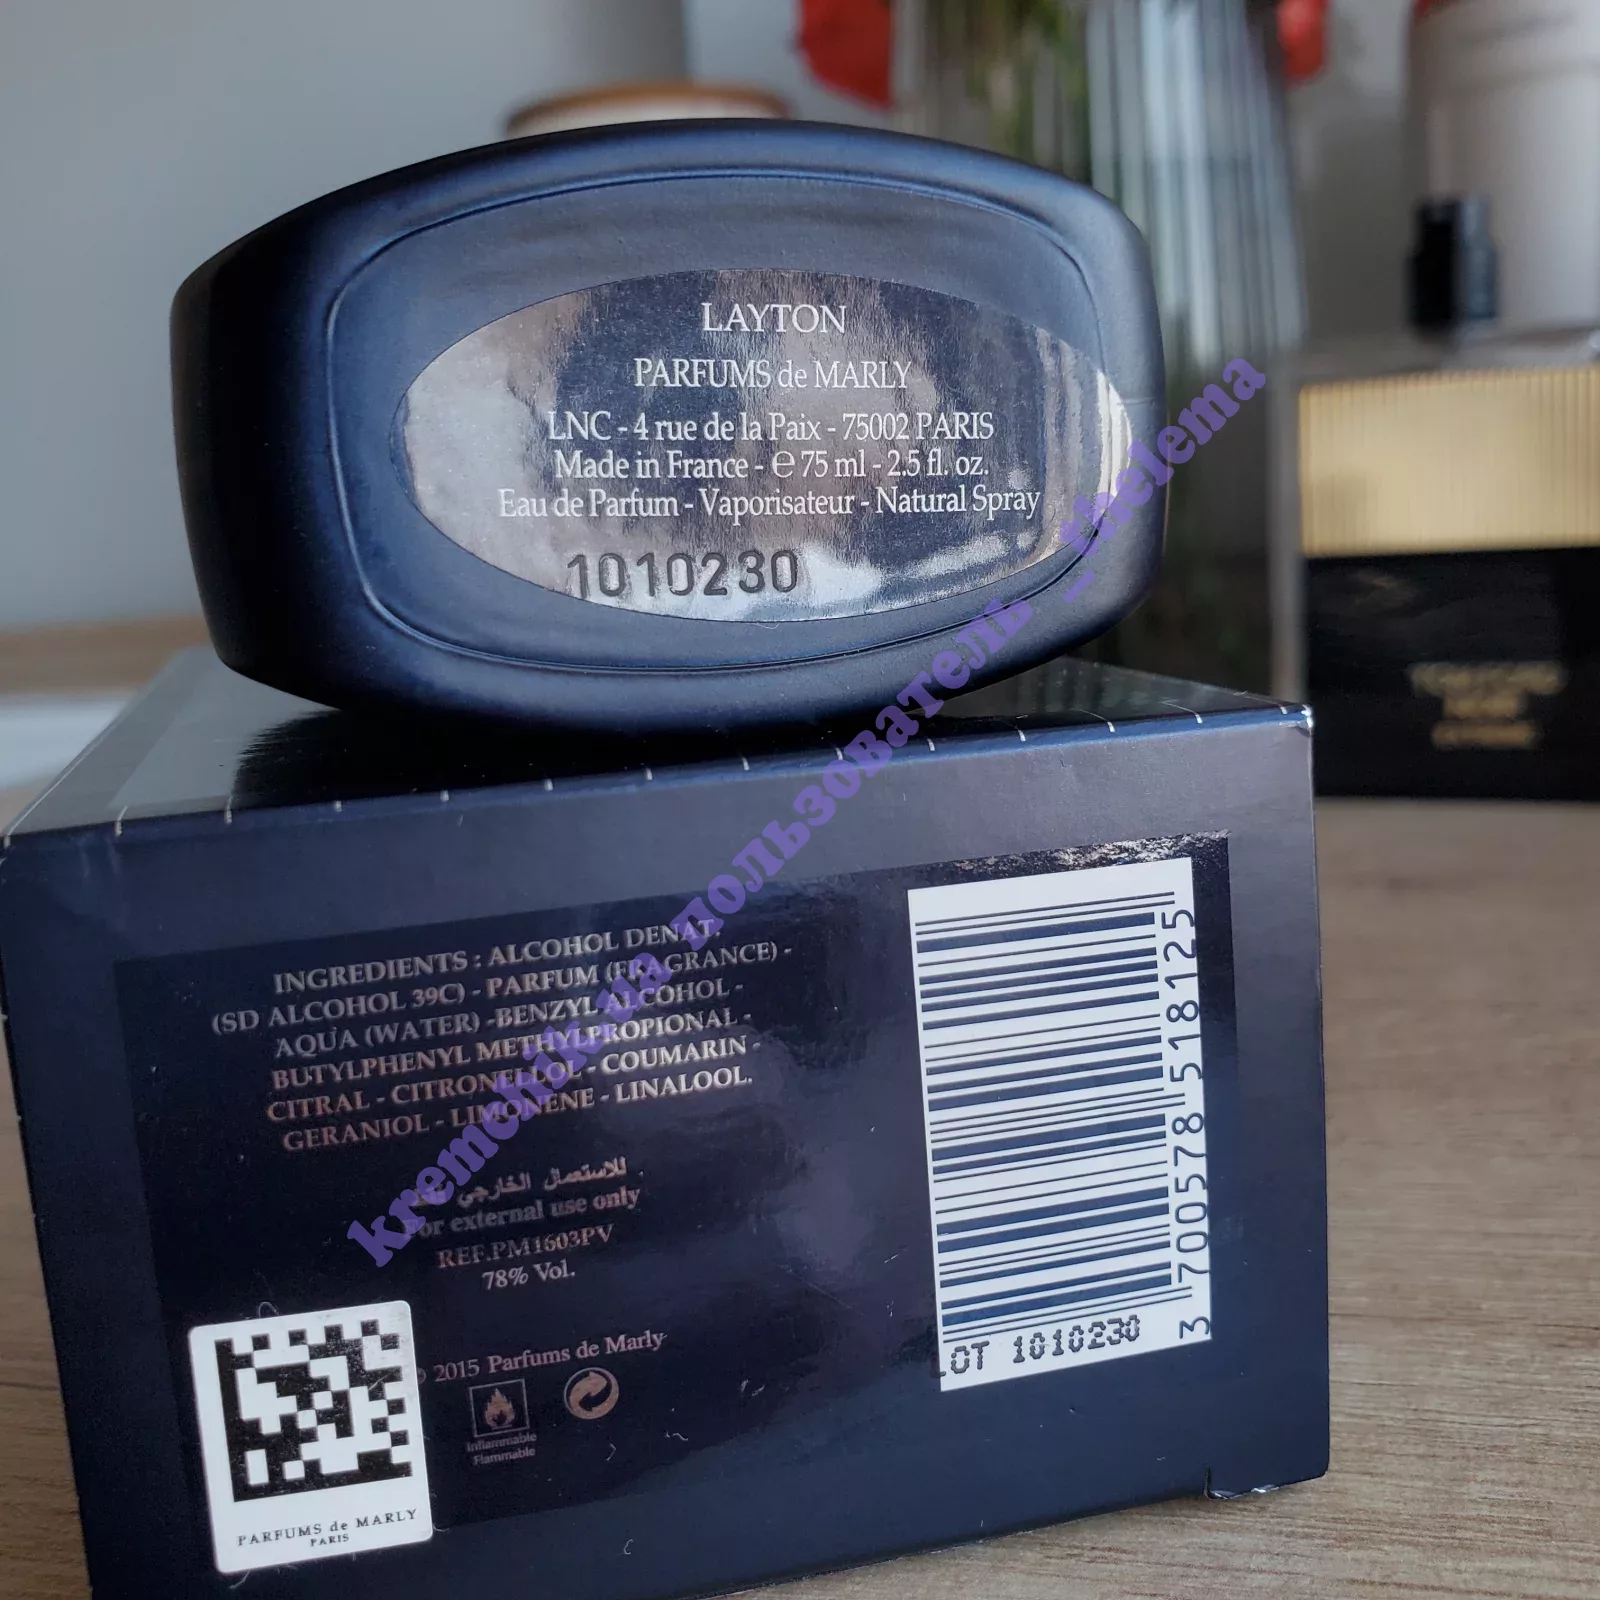 LAYTON
PARFUMS de MARLY
LNC - 4 rue de la Paix - 75002 PARIS
Made in France - ℮ 75 ml - 2.5 fl. oz.
Eau de Parfum - Vaporisateur - Natural Spray
1010230
kremchik.ua пользователь _thelema
INGREDIENTS : ALCOHOL DENAT.
(SD ALCOHOL 39C) - PARFUM (FRAGRANCE) -
AQUA (WATER) -BENZYL ALCOHOL -
BUTYLPHENYL METHYLPROPIONAL -
CITRAL - CITRONELLOL - COUMARIN -
GERANIOL - LIMONENE - LINALOOL.
للاستعمال الخارجي
For external use only
REF.PM1603PV
78% Vol.
© 2015 Parfums de Marly
Inflammable
Flammable
PARFUMS de MARLY
PARIS
3 700578 518125
LOT 1010230